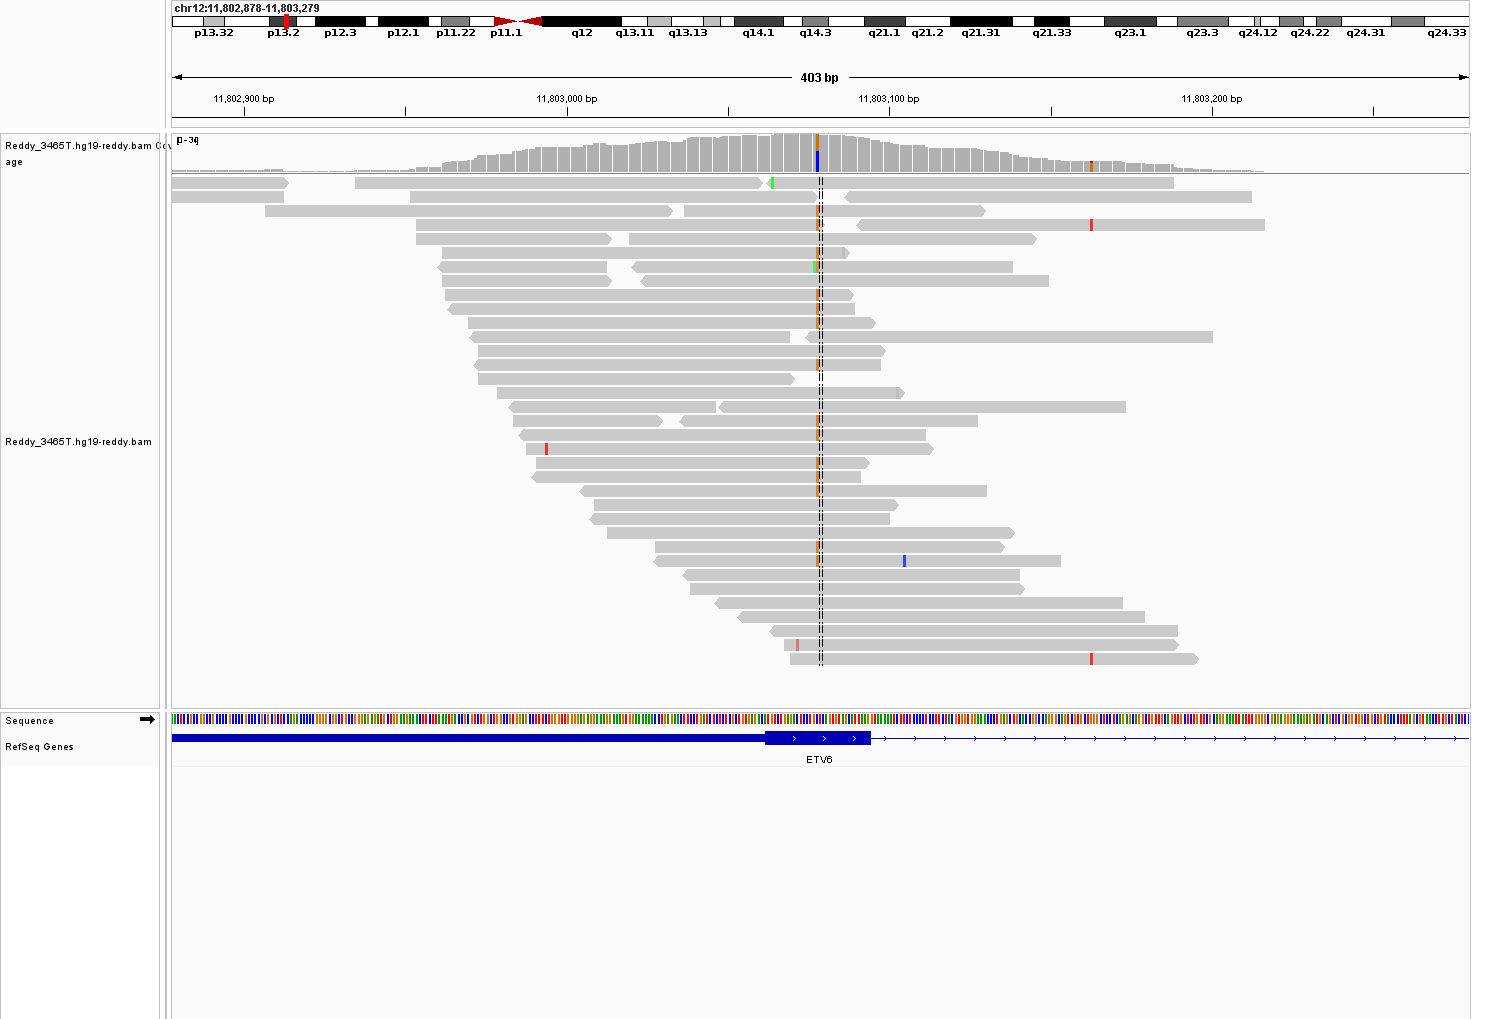 chr12:11,802,878-11,803,279
p13.32 p13.2 p12.3 p12.1 p11.22 p11.1 q12 q13.11 q13.13 q14.1 q14.3 q21.1 q21.2 q21.31 q21.33 q23.1 q23.3 q24.12 q24.22 q24.31 q24.33
403 bp
11,802,900 bp 11,803,000 bp 11,803,100 bp 11,803,200 bp
Reddy_3465T.hg19-reddy.bam Cov
age
[0-34]
Reddy_3465T.hg19-reddy.bam
Sequence
RefSeq Genes
ETV6